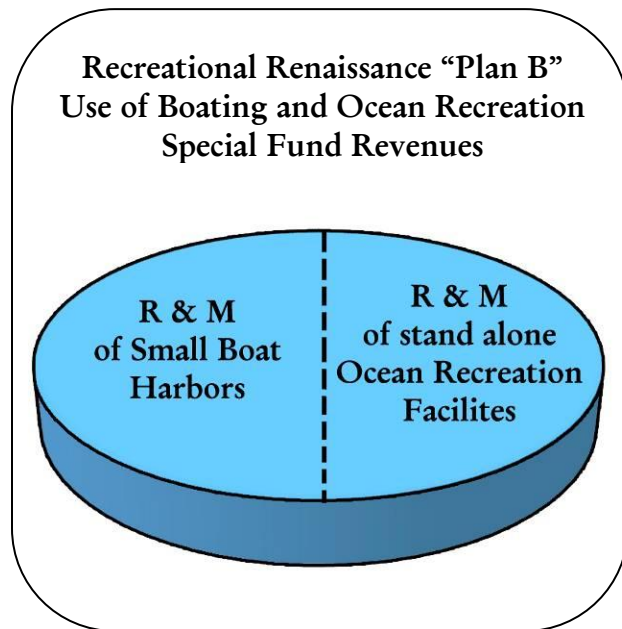 Recreational Renaissance “Plan B”
Use of Boating and Ocean Recreation
Special Fund Revenues
R & M
of Small Boat
Harbors
R & M
of stand alone
Ocean Recreation
Facilites